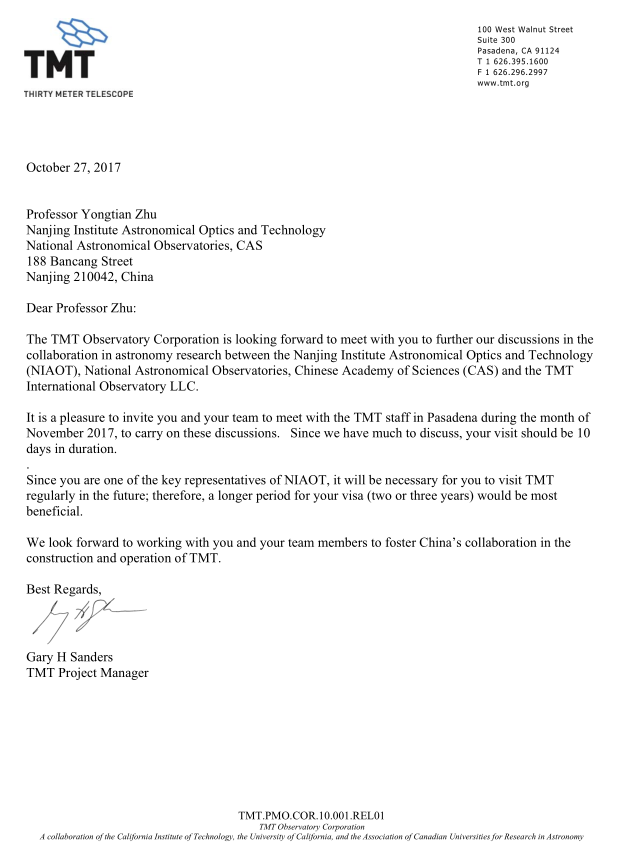 TMT
THIRTY METER TELESCOPE
100 West Walnut Street
Suite 300
Pasadena, CA 91124
T 1 626.395.1600
F 1 626.296.2997
www.tmt.org
October 27, 2017
Professor Yongtian Zhu
Nanjing Institute Astronomical Optics and Technology
National Astronomical Observatories, CAS
188 Bancang Street
Nanjing 210042, China
Dear Professor Zhu:
The TMT Observatory Corporation is looking forward to meet with you to further our discussions in the
collaboration in astronomy research between the Nanjing Institute Astronomical Optics and Technology
(NIAOT), National Astronomical Observatories, Chinese Academy of Sciences (CAS) and the TMT
International Observatory LLC.
It is a pleasure to invite you and your team to meet with the TMT staff in Pasadena during the month of
November 2017, to carry on these discussions.   Since we have much to discuss, your visit should be 10
days in duration.
.
Since you are one of the key representatives of NIAOT, it will be necessary for you to visit TMT
regularly in the future; therefore, a longer period for your visa (two or three years) would be most
beneficial.
We look forward to working with you and your team members to foster China's collaboration in the
construction and operation of TMT.
Best Regards,
Gary H Sanders
TMT Project Manager
TMT.PMO.COR.10.001.REL01
TMT Observatory Corporation
A collaboration of the California Institute of Technology, the University of California, and the Association of Canadian Universities for Research in Astronomy